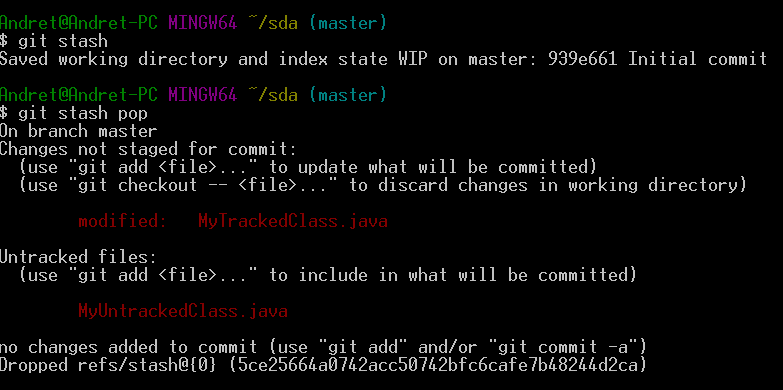 Andret@Andret-PC MINGW64 ~/sda (master)
$ git stash
Saved working directory and index state WIP on master: 939e661 Initial commit
Andret@Andret-PC MINGW64 ~/sda (master)
$ git stash pop
On branch master
Changes not staged for commit:
  (use "git add <file>..." to update what will be committed)
  (use "git checkout -- <file>..." to discard changes in working directory)
        modified:   MyTrackedClass.java
Untracked files:
  (use "git add <file>..." to include in what will be committed)
        MyUntrackedClass.java
no changes added to commit (use "git add" and/or "git commit -a")
Dropped refs/stash@{0} (5ce25664a0742acc50742bfc6cafe7b48244d2ca)